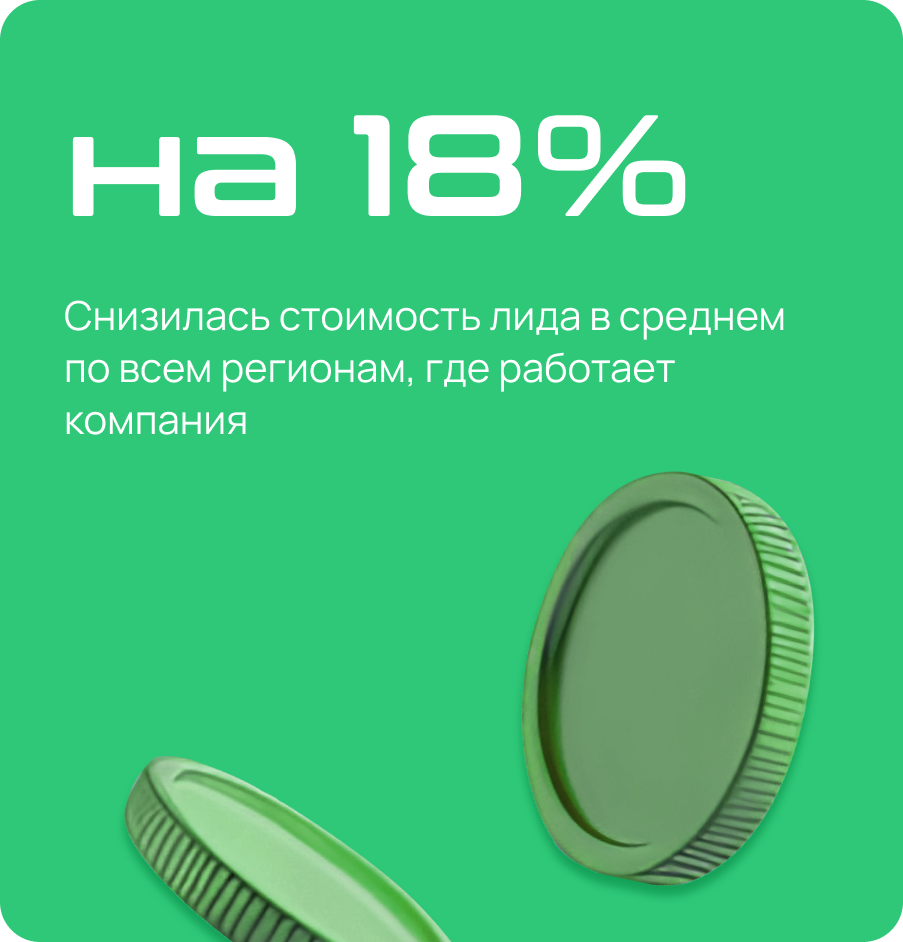 на 18%
Снизилась стоимость лида в среднем
по всем регионам, где работает
компания